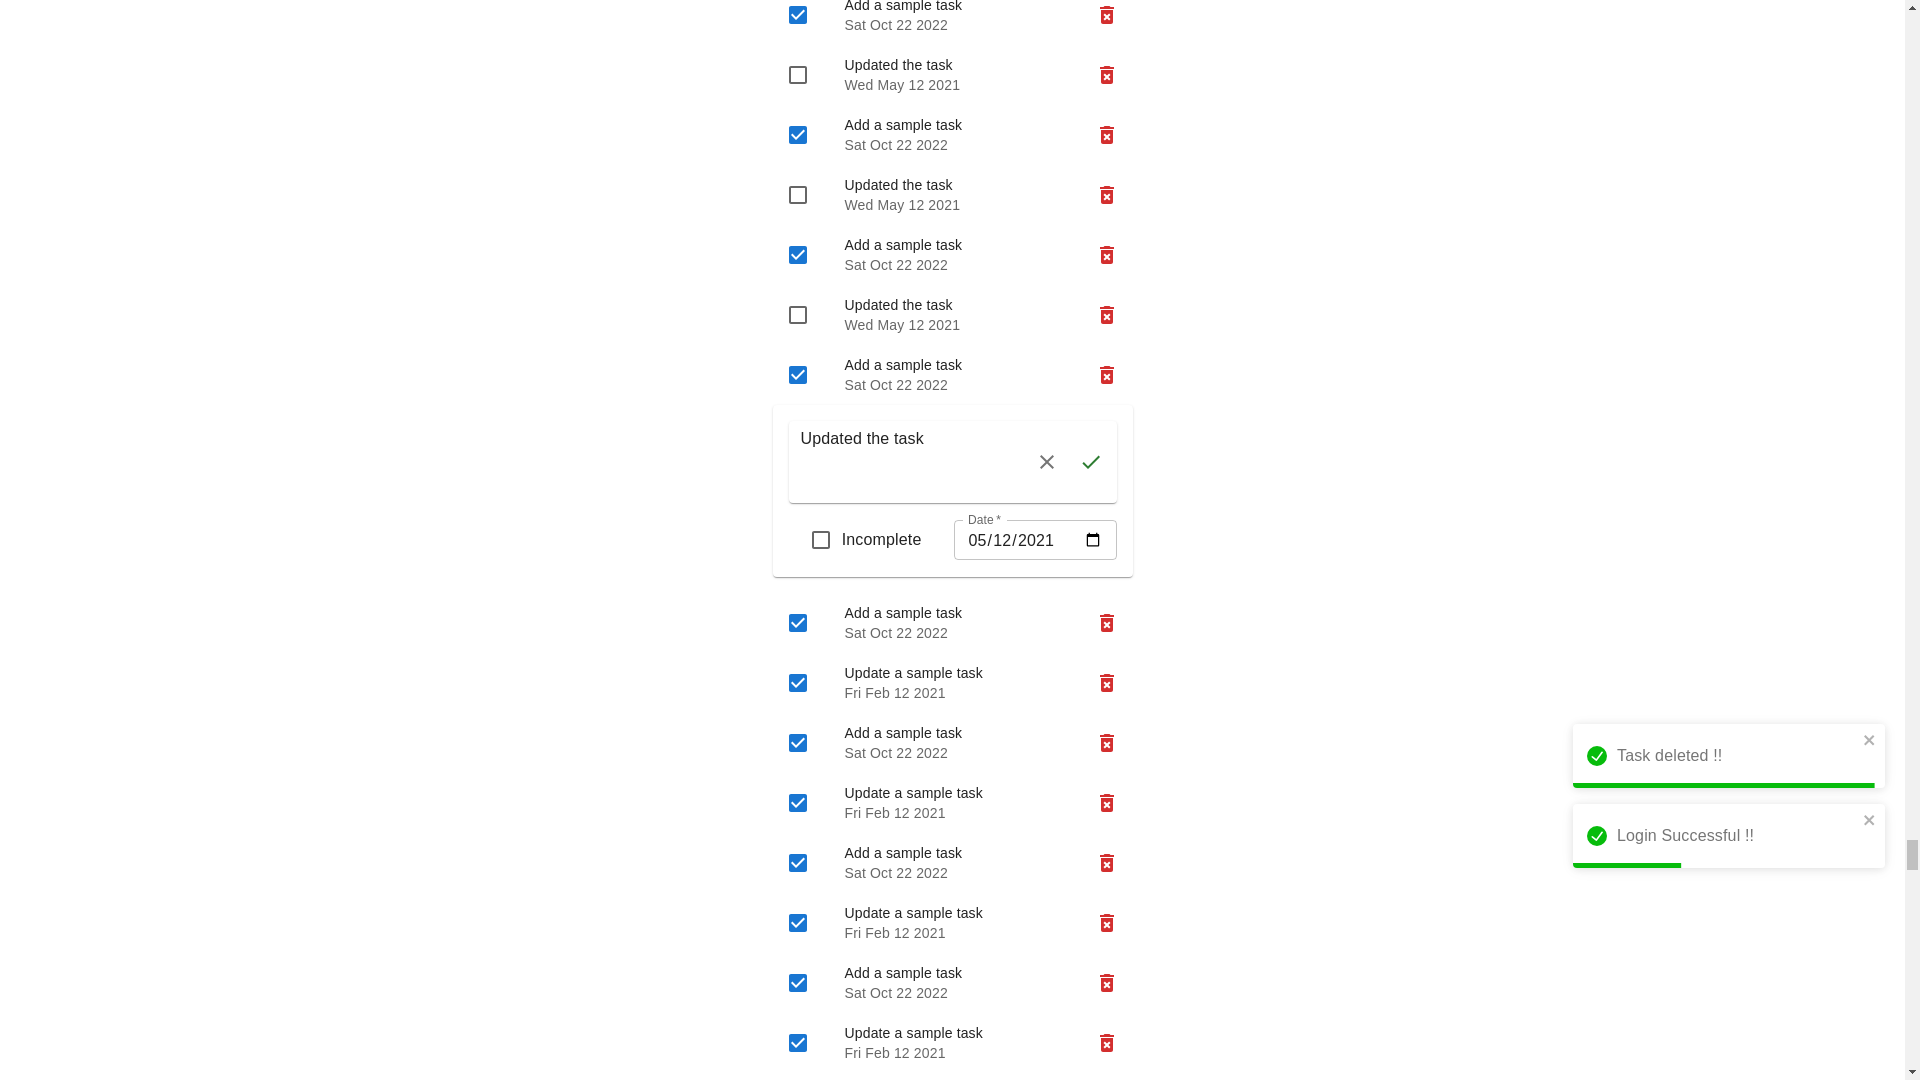 Add a sample task
Sat Oct 22 2022
Updated the task
Wed May 12 2021
Add a sample task
Sat Oct 22 2022
Updated the task
Wed May 12 2021
Add a sample task
Sat Oct 22 2022
Updated the task
Wed May 12 2021
Add a sample task
Sat Oct 22 2022
Updated the task
Incomplete
Date *
05/12/2021
Add a sample task
Sat Oct 22 2022
Update a sample task
Fri Feb 12 2021
Add a sample task
Sat Oct 22 2022
Update a sample task
Fri Feb 12 2021
Add a sample task
Sat Oct 22 2022
Update a sample task
Fri Feb 12 2021
Add a sample task
Sat Oct 22 2022
Update a sample task
Fri Feb 12 2021
Task deleted !!
Login Successful !!